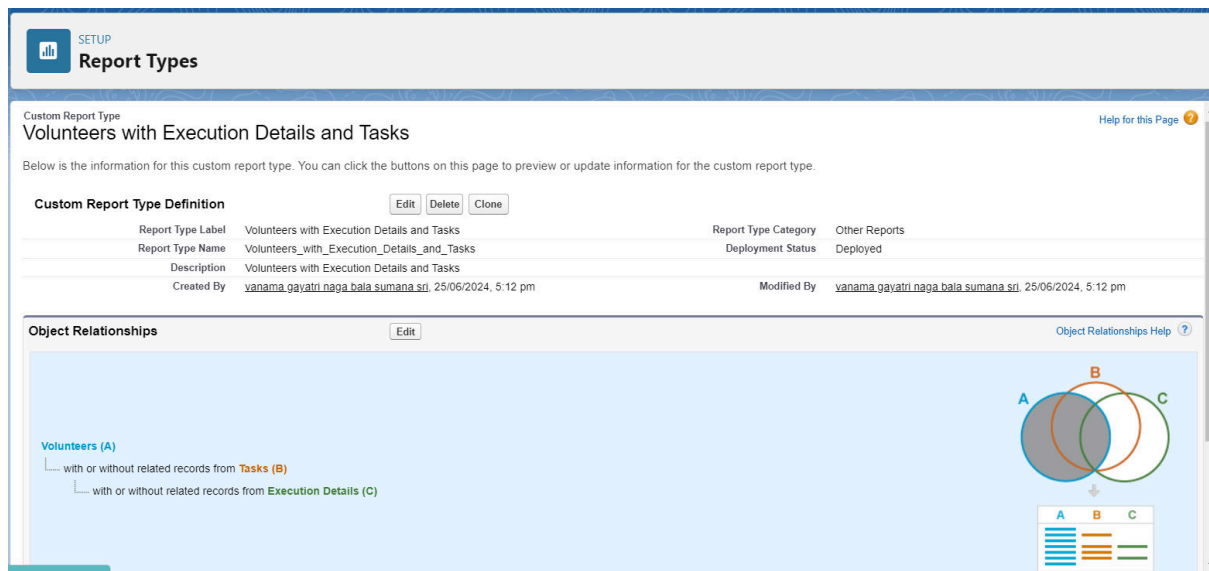 SETUP
Report Types
Custom Report Type
Volunteers with Execution Details and Tasks
Help for this Page ?
Below is the information for this custom report type. You can click the buttons on this page to preview or update information for the custom report type.
Custom Report Type Definition Edit Delete Clone
Report Type Label Volunteers with Execution Details and Tasks Report Type Category Other Reports
Report Type Name Volunteers_with_Execution_Details_and_Tasks Deployment Status Deployed
Description Volunteers with Execution Details and Tasks
Created By vanama gayatri naga bala sumana sri, 25/06/2024, 5:12 pm Modified By vanama gayatri naga bala sumana sri, 25/06/2024, 5:12 pm
Object Relationships Edit Object Relationships Help ?
B
A C
Volunteers (A)
with or without related records from Tasks (B)
with or without related records from Execution Details (C)
A B C